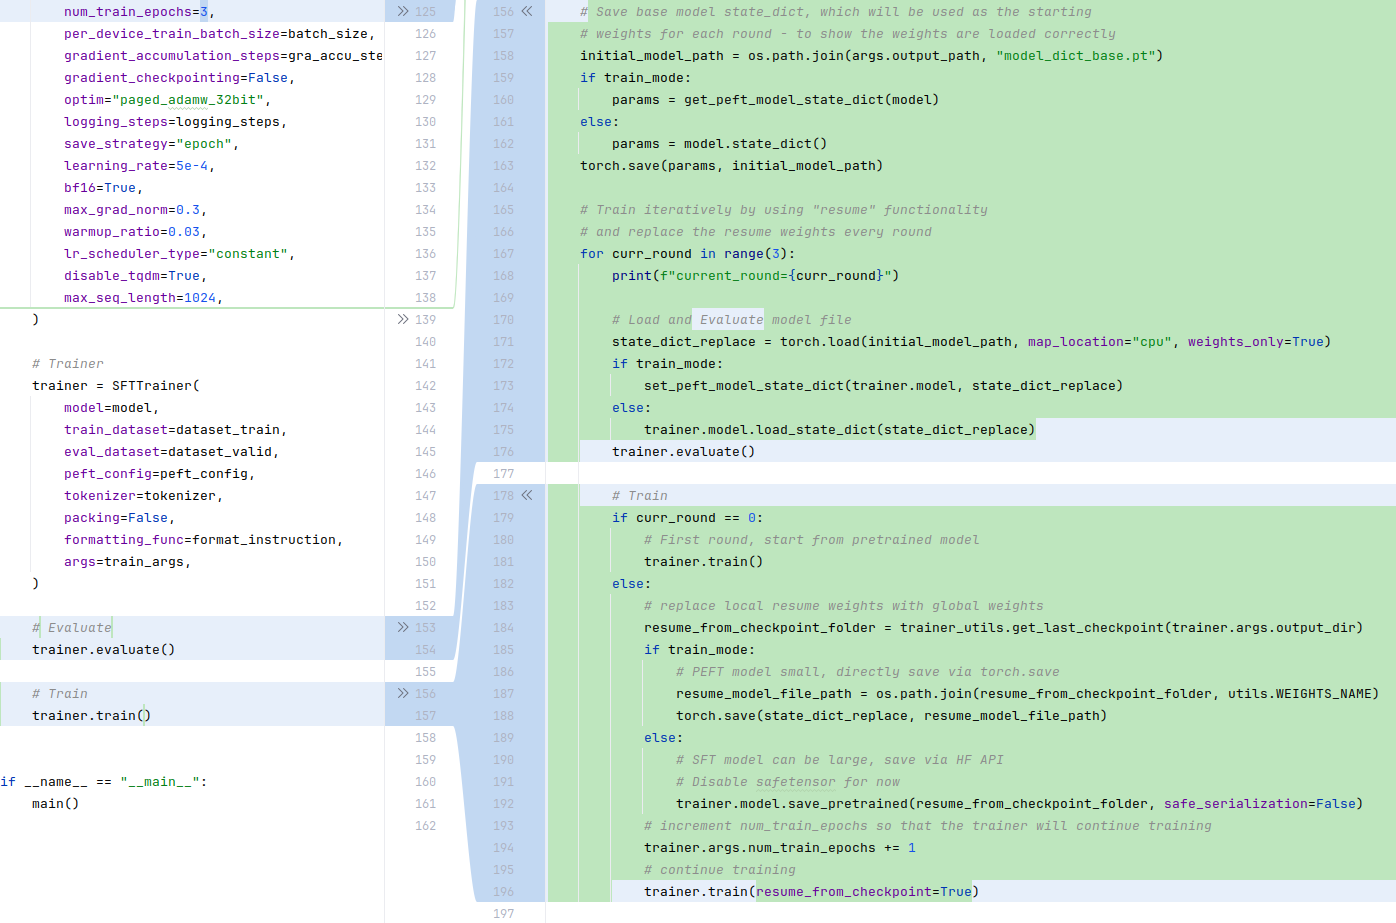 num_train_epochs=3,
per_device_train_batch_size=batch_size,
gradient_accumulation_steps=gra_accu_ste
gradient_checkpointing=False,
optim="paged_adamw_32bit",
logging_steps=logging_steps,
save_strategy="epoch",
learning_rate=5e-4,
bf16=True,
max_grad_norm=0.3,
warmup_ratio=0.03,
lr_scheduler_type="constant",
disable_tqdm=True,
max_seq_length=1024,
)
# Trainer
trainer = SFTTrainer(
model=model,
train_dataset=dataset_train,
eval_dataset=dataset_valid,
peft_config=peft_config,
tokenizer=tokenizer,
packing=False,
formatting_func=format_instruction,
args=train_args,
)
# Evaluate
trainer.evaluate()
# Train
trainer.train()
if __name__ == "__main__":
main()
125
126
127
128
129
130
131
132
133
134
135
136
137
138
139
140
141
142
143
144
145
146
147
148
149
150
151
152
153
154
155
156
157
158
159
160
161
162
156 # Save base model state_dict, which will be used as the starting
157 # weights for each round - to show the weights are loaded correctly
158 initial_model_path = os.path.join(args.output_path, "model_dict_base.pt")
159 if train_mode:
160 params = get_peft_model_state_dict(model)
161 else:
162 params = model.state_dict()
163 torch.save(params, initial_model_path)
164
165 # Train iteratively by using "resume" functionality
166 # and replace the resume weights every round
167 for curr_round in range(3):
168 print(f"current_round={curr_round}")
169
170 # Load and Evaluate model file
171 state_dict_replace = torch.load(initial_model_path, map_location="cpu", weights_only=True)
172 if train_mode:
173 set_peft_model_state_dict(trainer.model, state_dict_replace)
174 else:
175 trainer.model.load_state_dict(state_dict_replace)
176 trainer.evaluate()
177
178 # Train
179 if curr_round == 0:
180 # First round, start from pretrained model
181 trainer.train()
182 else:
183 # replace local resume weights with global weights
184 resume_from_checkpoint_folder = trainer_utils.get_last_checkpoint(trainer.args.output_dir)
185 if train_mode:
186 # PEFT model small, directly save via torch.save
187 resume_model_file_path = os.path.join(resume_from_checkpoint_folder, utils.WEIGHTS_NAME)
188 torch.save(state_dict_replace, resume_model_file_path)
189 else:
190 # SFT model can be large, save via HF API
191 # Disable safetensor for now
192 trainer.model.save_pretrained(resume_from_checkpoint_folder, safe_serialization=False)
193 # increment num_train_epochs so that the trainer will continue training
194 trainer.args.num_train_epochs += 1
195 # continue training
196 trainer.train(resume_from_checkpoint=True)
197